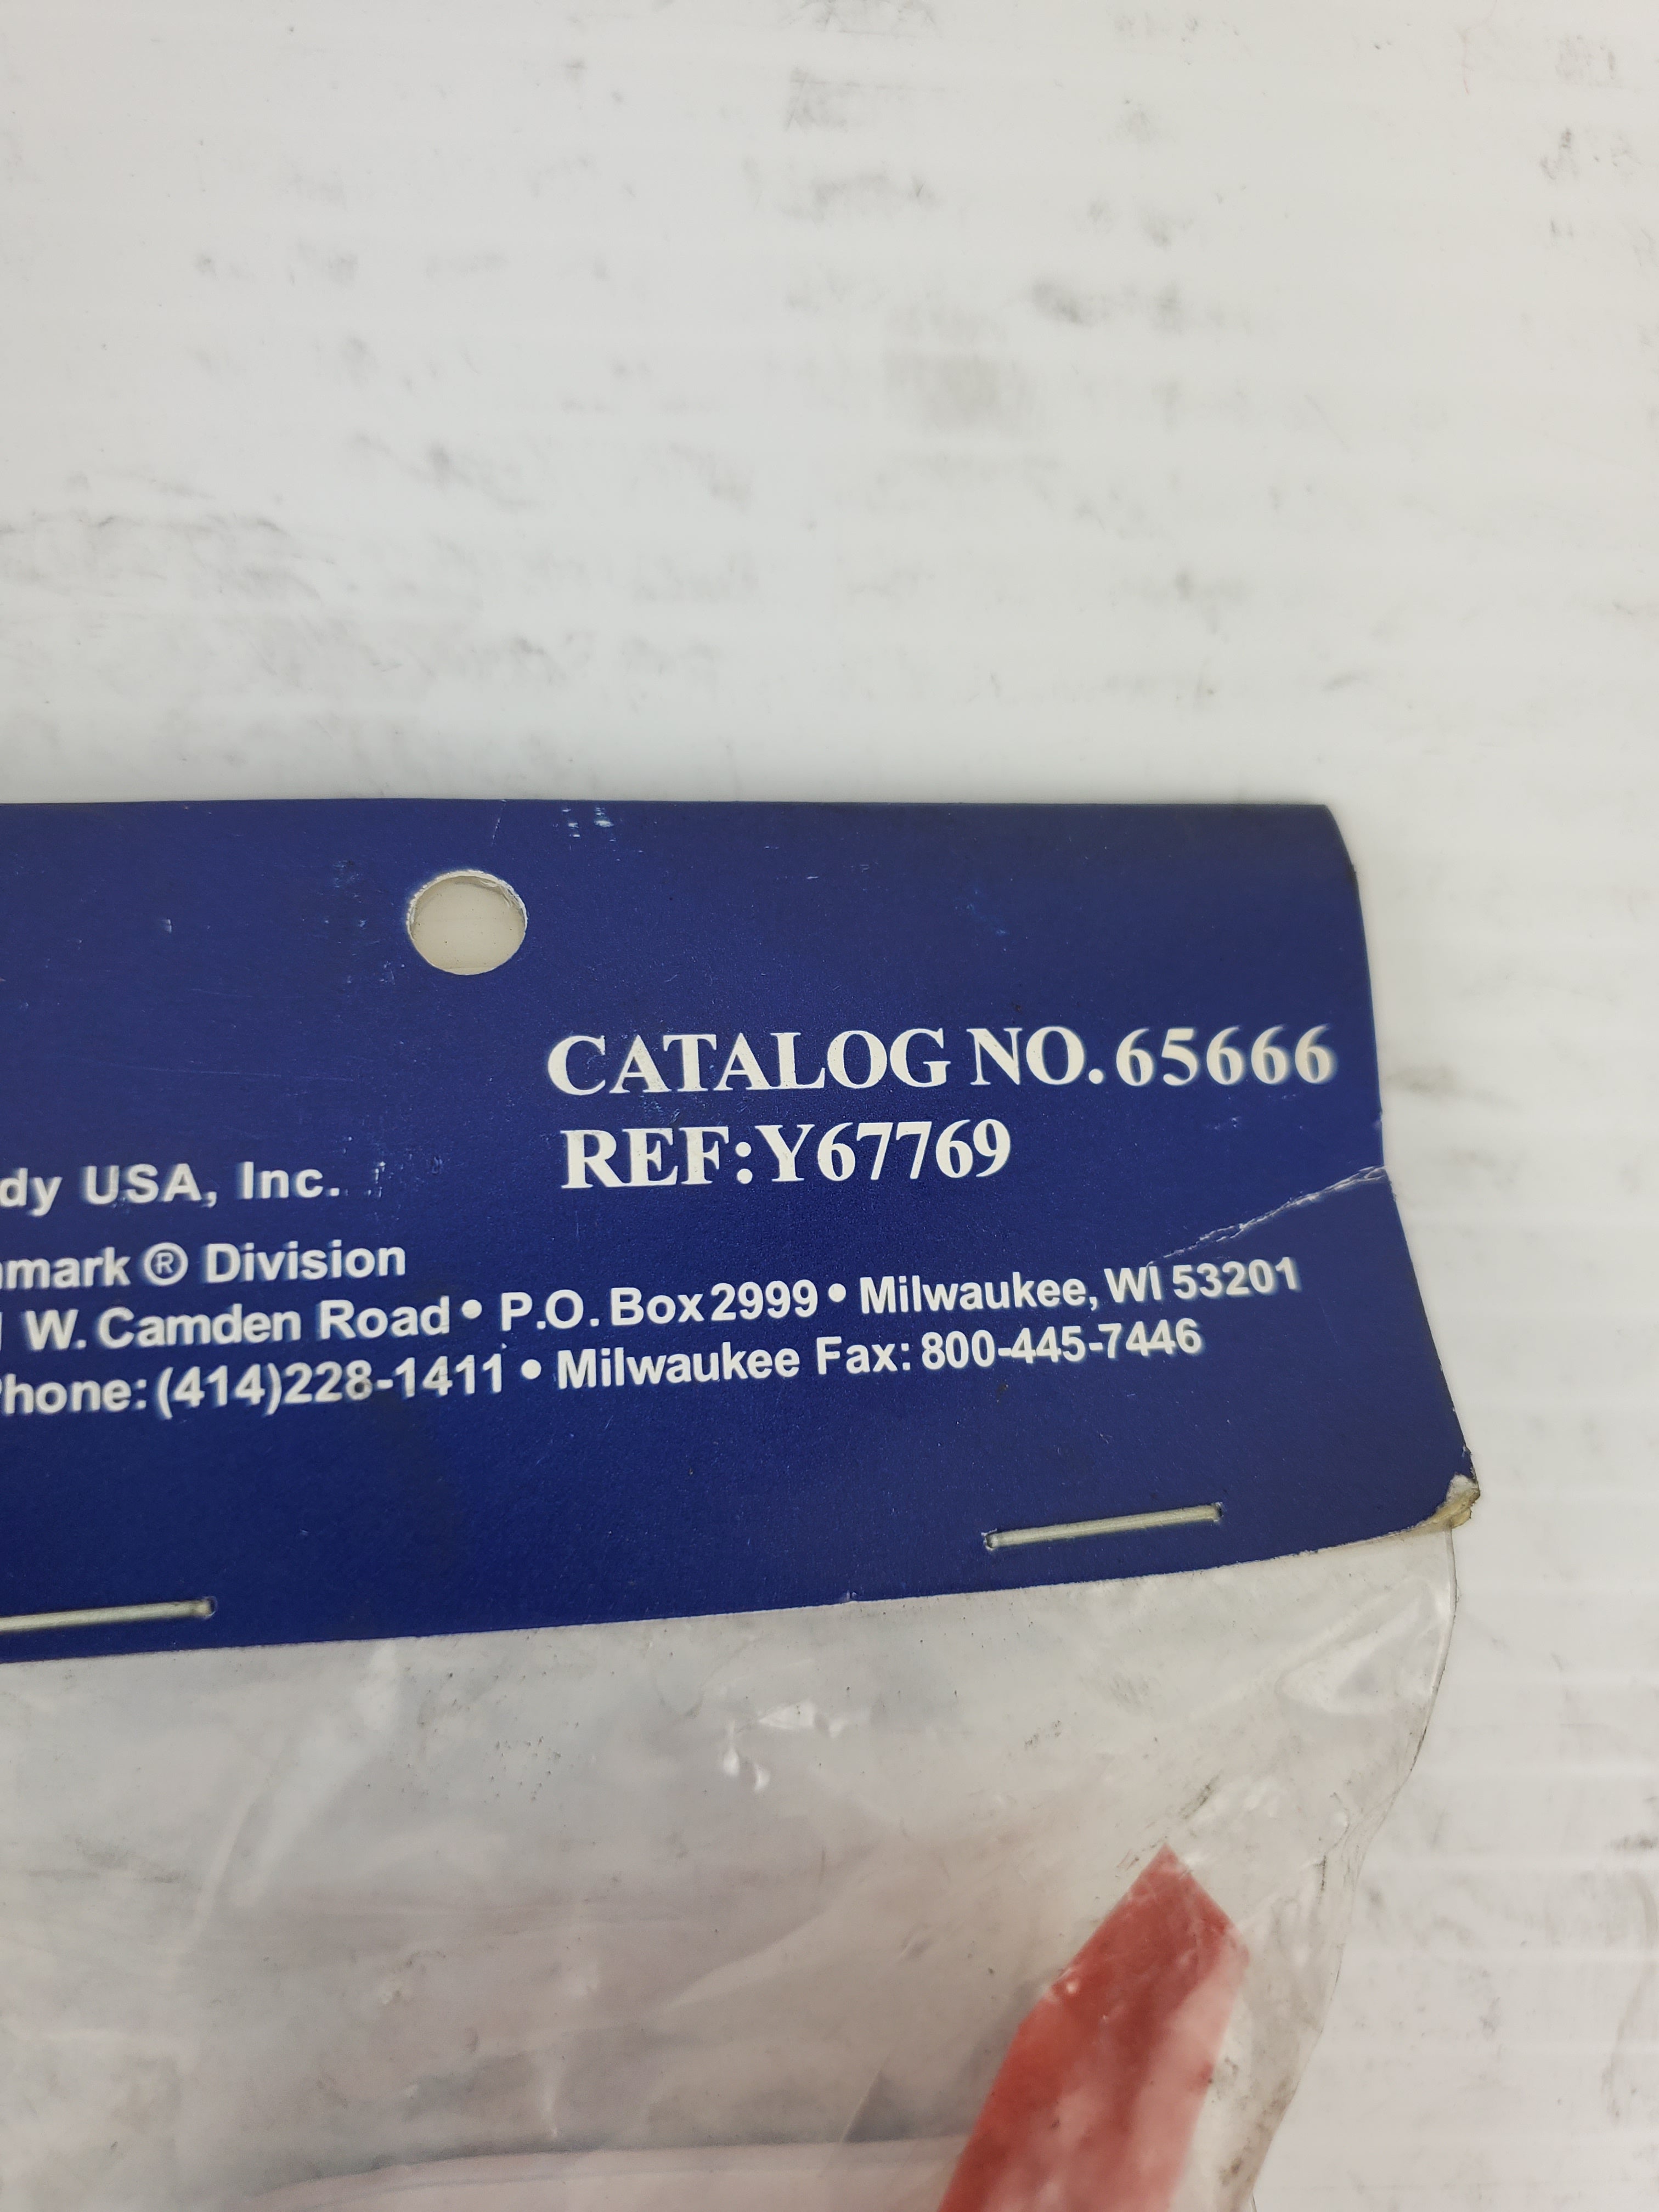 CATALOG NO. 65666
REF:Y67769
dy USA, Inc.
mark ® Division
W. Camden Road • P.O. Box 2999 • Milwaukee, WI 53201
Phone: (414)228-1411 • Milwaukee Fax: 800-445-7446